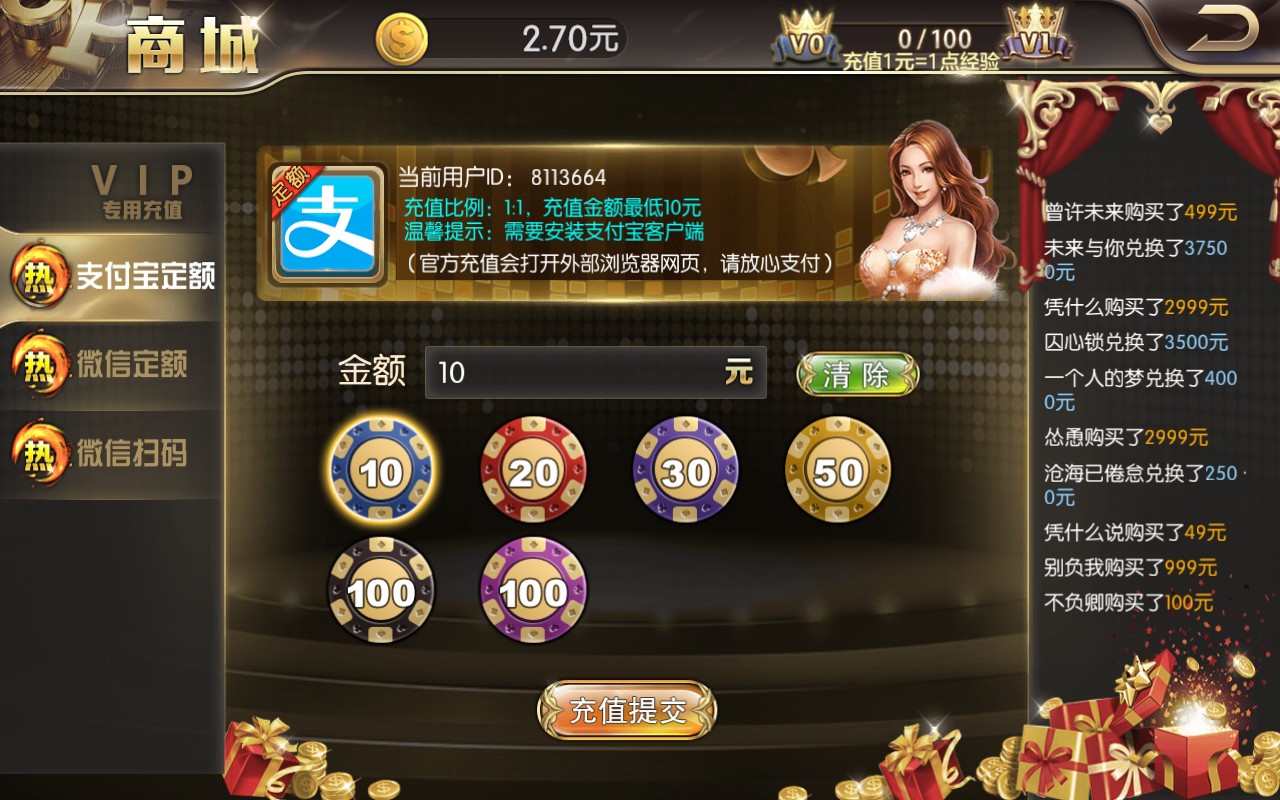 商城
2.70元
V0
0/100
充值1元=1点经验
V1
VIP
专用充值
热 支付宝定额
热 微信定额
热 微信扫码
定额
支
当前用户ID： 8113664
充值比例：1:1，充值金额最低10元
温馨提示：需要安装支付宝客户端
（官方充值会打开外部浏览器网页，请放心支付）
金额 10 元 清除
10 20 30 50
100 100
充值提交
曾许未来购买了499元
未来与你兑换了3750
0元
凭什么购买了2999元
囚心锁兑换了3500元
一个人的梦兑换了400
0元
怂恿购买了2999元
沧海已倦怠兑换了250
0元
凭什么说购买了49元
别负我购买了999元
不负卿购买了100元